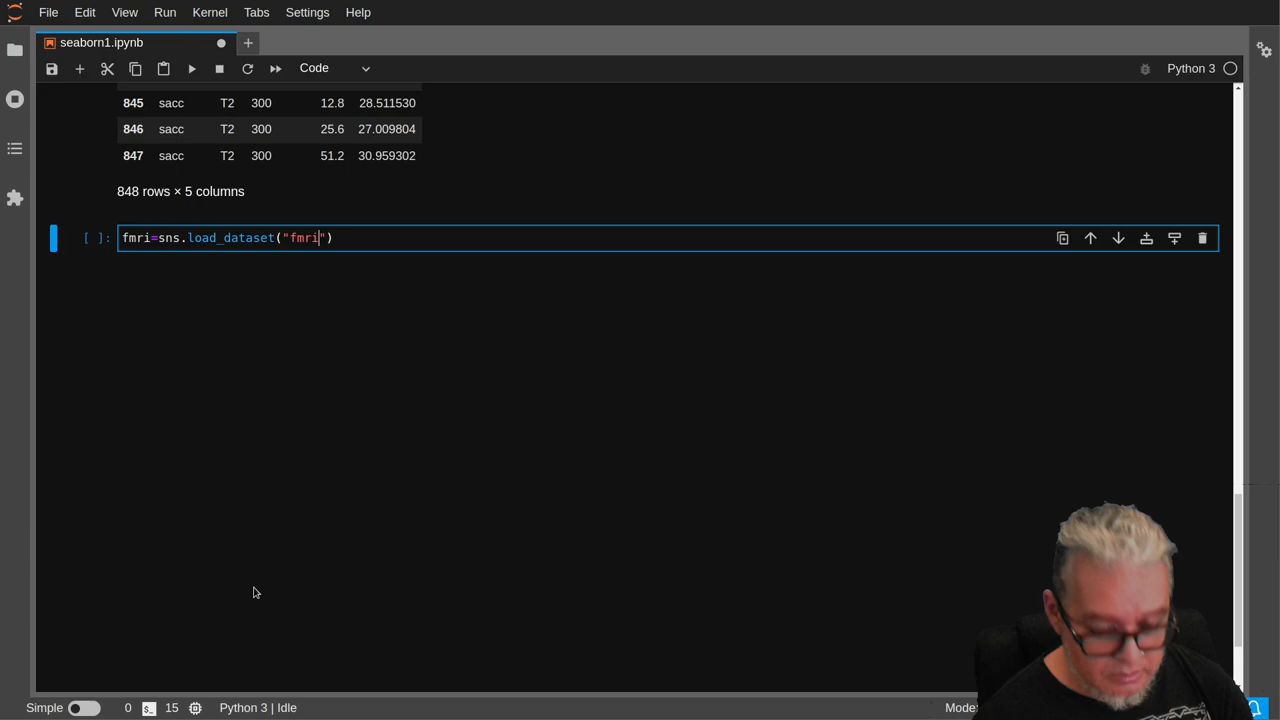 File Edit View Run Kernel Tabs Settings Help
seaborn1.ipynb
Code
Python 3
845 sacc T2 300 12.8 28.511530
846 sacc T2 300 25.6 27.009804
847 sacc T2 300 51.2 30.959302
848 rows × 5 columns
[ ]: fmri=sns.load_dataset("fmri")
Simple 0 15 Python 3 | Idle Mode: